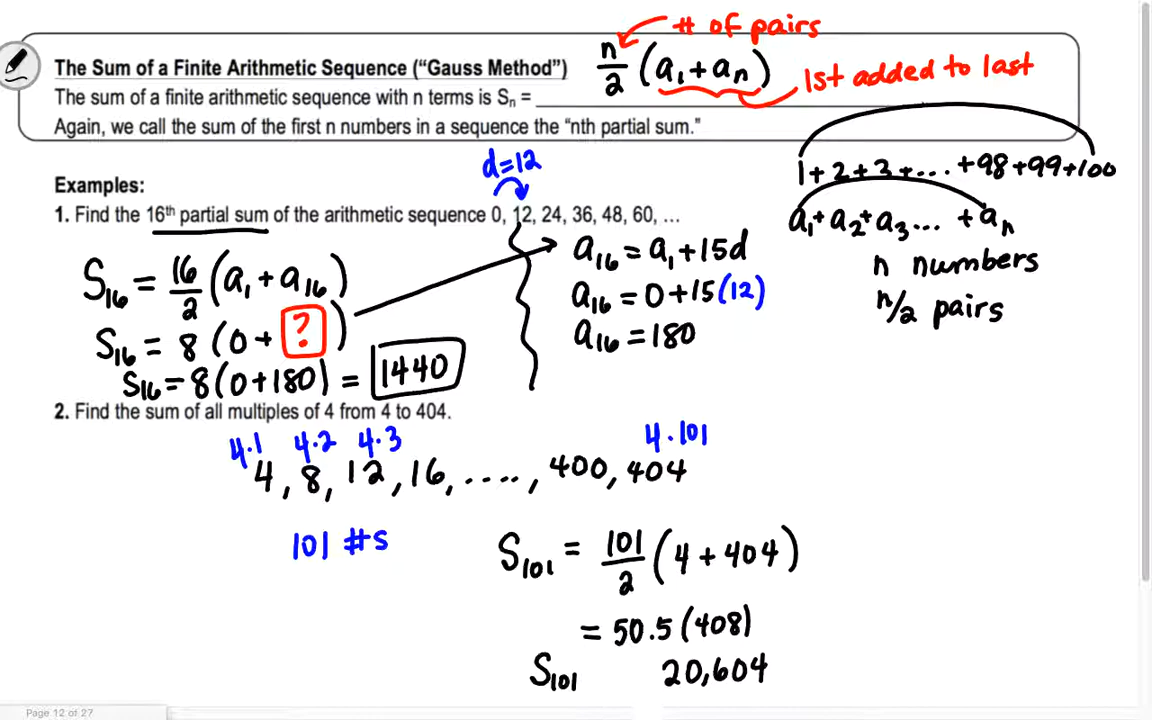 # of pairs
The Sum of a Finite Arithmetic Sequence ("Gauss Method") n/2 (a₁+aₙ) 1st added to last
The sum of a finite arithmetic sequence with n terms is Sₙ = ____
Again, we call the sum of the first n numbers in a sequence the "nth partial sum."
d=12
1+2+3+...+98+99+100
Examples:
1. Find the 16th partial sum of the arithmetic sequence 0, 12, 24, 36, 48, 60, ...
a₁+a₂+a₃...+aₙ
n numbers
n/2 pairs
S₁₆ = 16/2 (a₁+a₁₆)
S₁₆ = 8(0+ ? )
S₁₆=8(0+180) = 1440
a₁₆ = a₁+15d
a₁₆ = 0+15(12)
a₁₆ = 180
2. Find the sum of all multiples of 4 from 4 to 404.
4·1 4·2 4·3 4·101
4, 8, 12, 16, ....., 400, 404
101 #s
S₁₀₁ = 101/2 (4+404)
= 50.5(408)
S₁₀₁ 20,604
Page 12 of 27